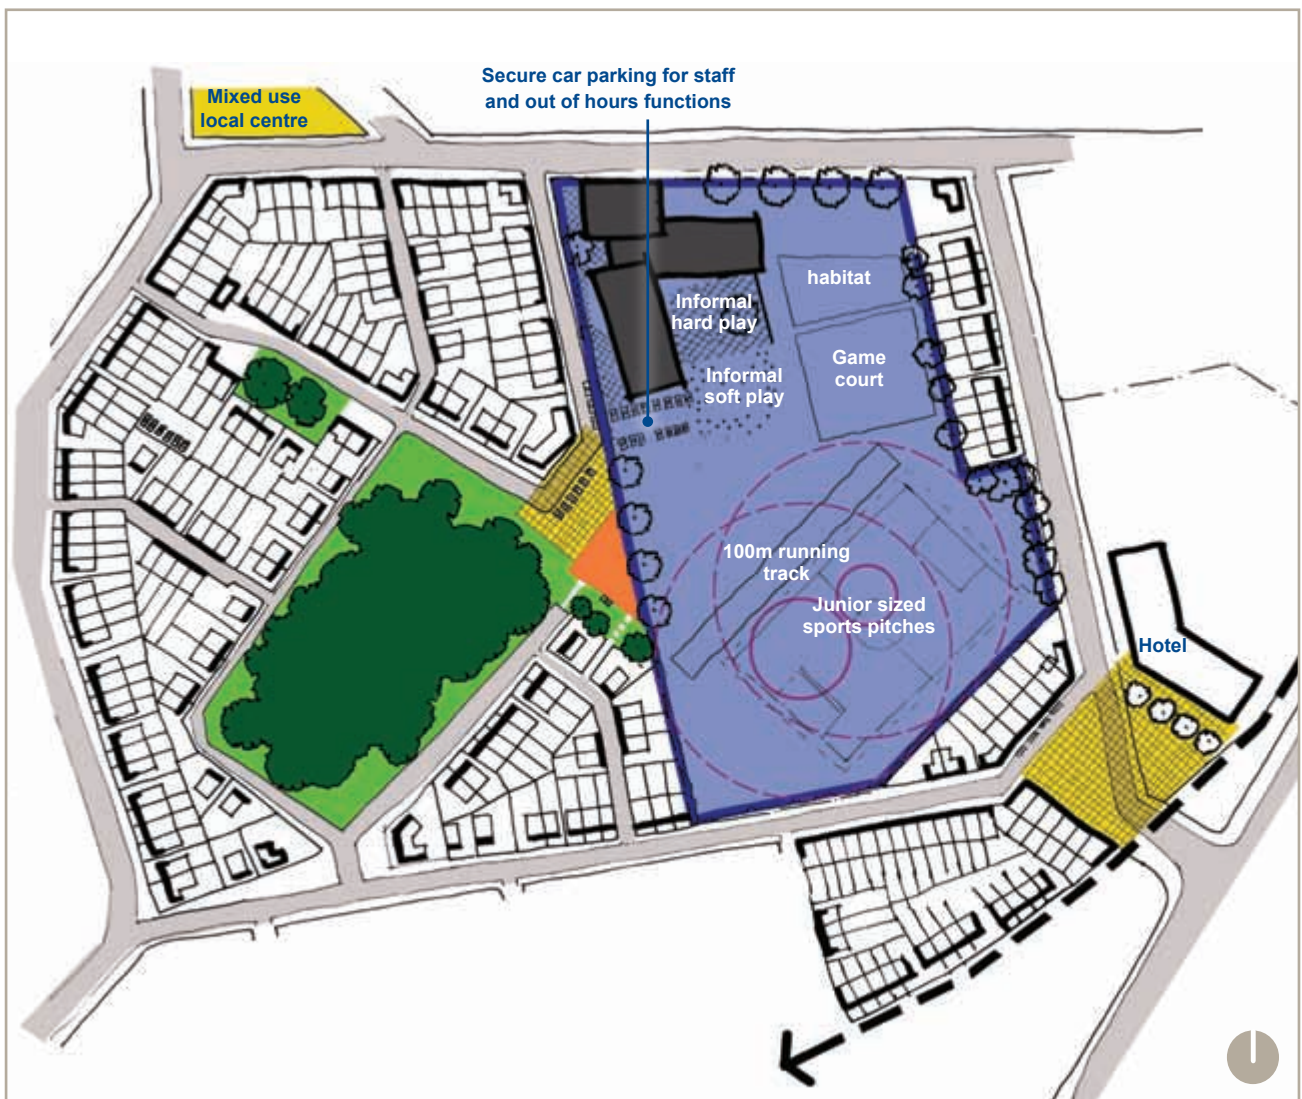 Secure car parking for staff
and out of hours functions
Mixed use
local centre
habitat
Informal
hard play
Game
court
Informal
soft play
100m running
track
Junior sized
sports pitches
Hotel